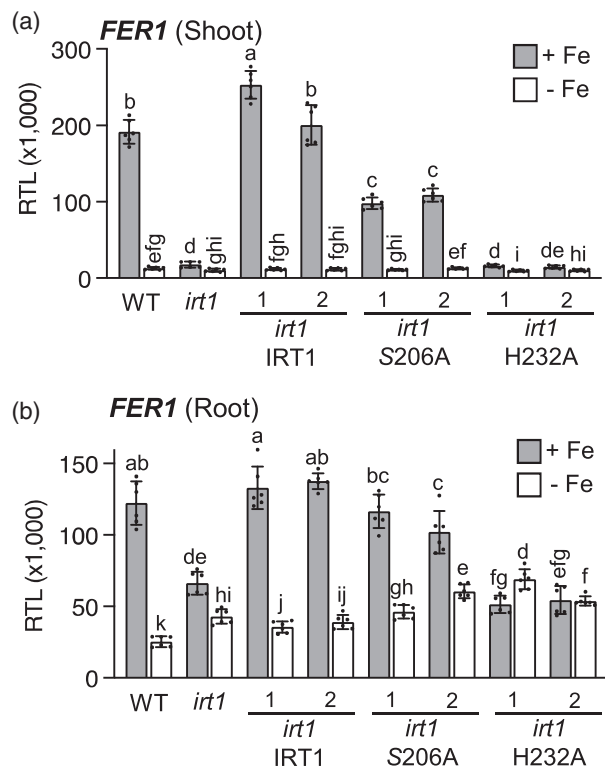 (a) FER1 (Shoot)
RTL (x1,000)
300
200
100
0
+ Fe
- Fe
b efg d ghi a fgh b fghi c ghi c ef d i de hi
WT irt1 1 2 1 2 1 2
irt1 irt1 irt1
IRT1 S206A H232A
(b) FER1 (Root)
RTL (x1,000)
150
100
50
0
+ Fe
- Fe
ab k de hi a j ab ij bc gh c e fg d efg f
WT irt1 1 2 1 2 1 2
irt1 irt1 irt1
IRT1 S206A H232A